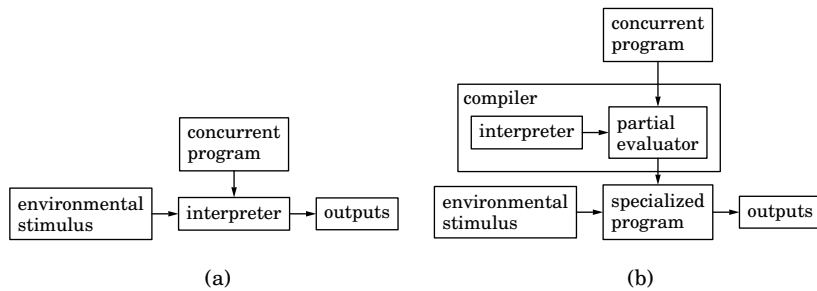 concurrent
program
environmental
stimulus
interpreter
outputs
(a)
concurrent
program
compiler
interpreter
partial
evaluator
environmental
stimulus
specialized
program
outputs
(b)